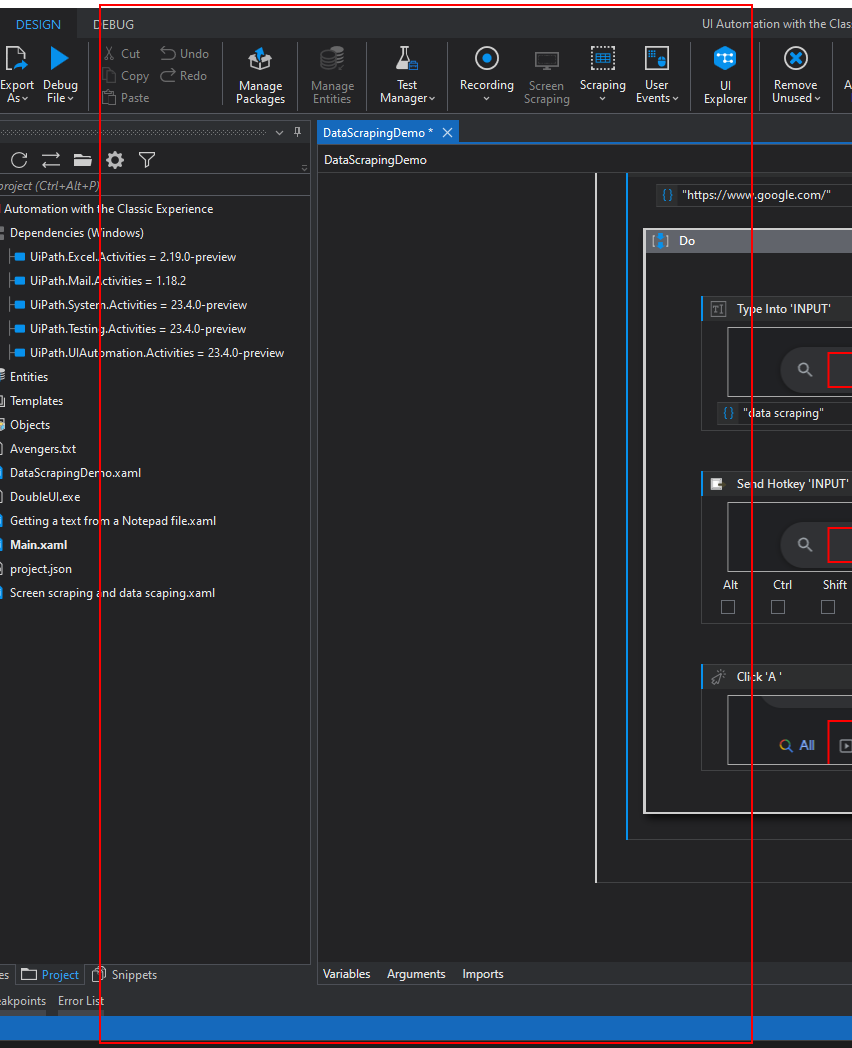 DESIGN DEBUG UI Automation with the Clas
Cut Undo
Copy Redo
Paste
Export As
Debug File
Manage Packages
Manage Entities
Test Manager
Recording
Screen Scraping
Scraping
User Events
UI Explorer
Remove Unused
A
DataScrapingDemo *
DataScrapingDemo
project (Ctrl+Alt+P)
Automation with the Classic Experience
Dependencies (Windows)
UiPath.Excel.Activities = 2.19.0-preview
UiPath.Mail.Activities = 1.18.2
UiPath.System.Activities = 23.4.0-preview
UiPath.Testing.Activities = 23.4.0-preview
UiPath.UIAutomation.Activities = 23.4.0-preview
Entities
Templates
Objects
Avengers.txt
DataScrapingDemo.xaml
DoubleUI.exe
Getting a text from a Notepad file.xaml
Main.xaml
project.json
Screen scraping and data scaping.xaml
{} "https://www.google.com/"
Do
Type Into 'INPUT'
{} "data scraping"
Send Hotkey 'INPUT'
Alt Ctrl Shift
Click 'A '
All
Variables Arguments Imports
es Project Snippets
eakpoints Error List